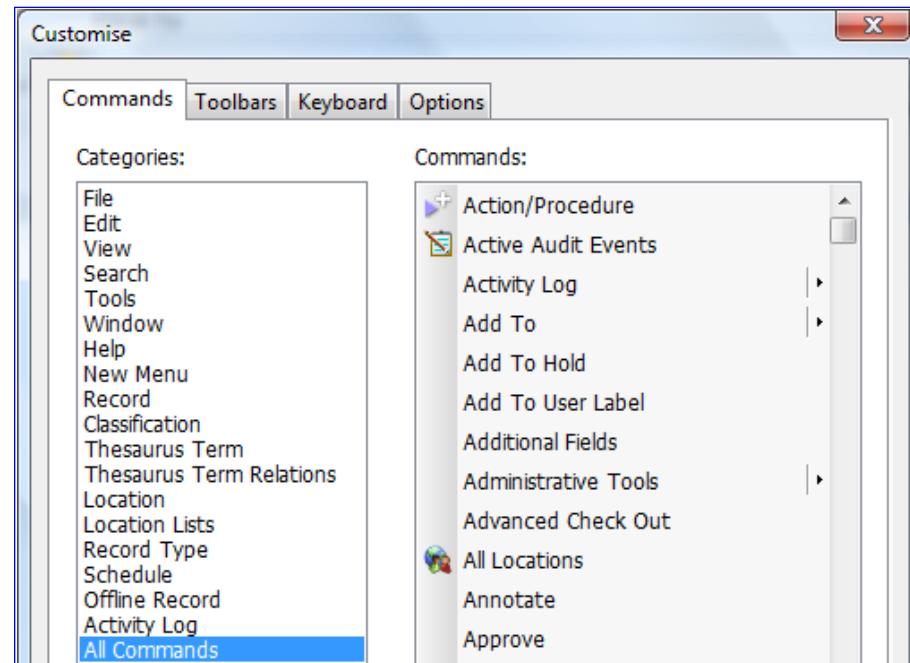 Customise
Commands Toolbars Keyboard Options
Categories:
File
Edit
View
Search
Tools
Window
Help
New Menu
Record
Classification
Thesaurus Term
Thesaurus Term Relations
Location
Location Lists
Record Type
Schedule
Offline Record
Activity Log
All Commands
Commands:
Action/Procedure
Active Audit Events
Activity Log
Add To
Add To Hold
Add To User Label
Additional Fields
Administrative Tools
Advanced Check Out
All Locations
Annotate
Approve